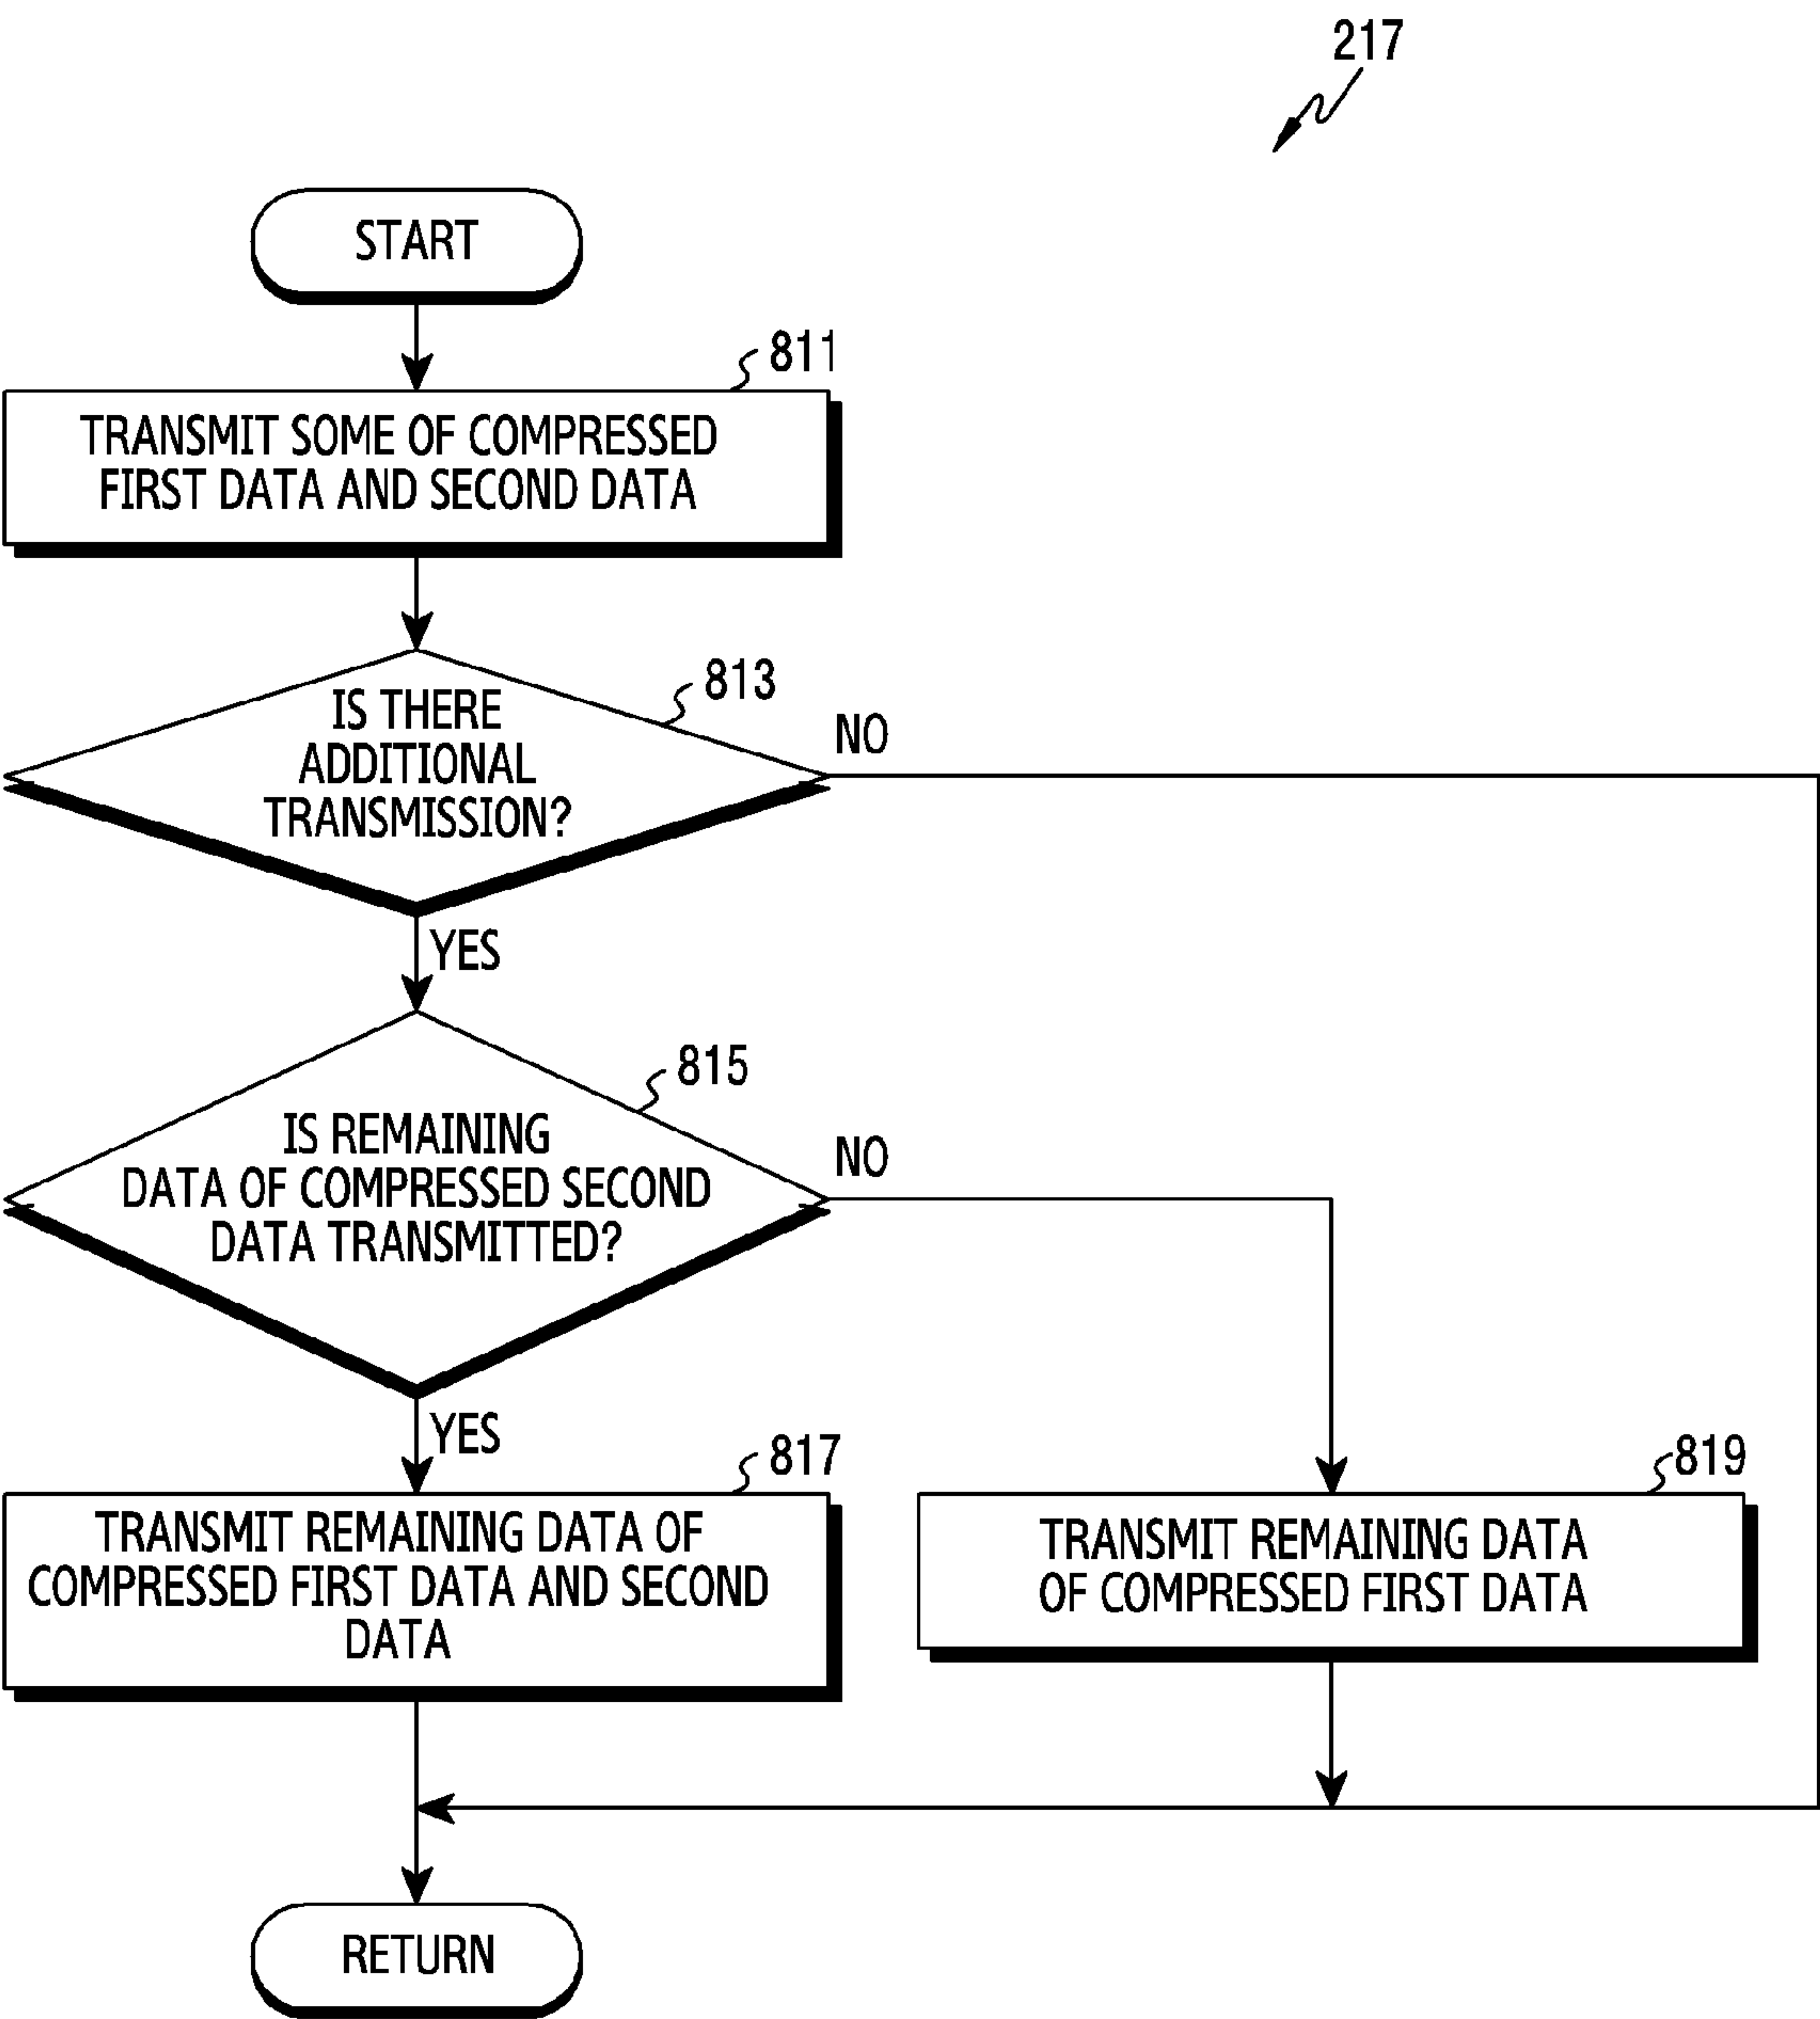 217
START
811
TRANSMIT SOME OF COMPRESSED
FIRST DATA AND SECOND DATA
813
IS THERE
ADDITIONAL
TRANSMISSION?
NO
YES
815
IS REMAINING
DATA OF COMPRESSED SECOND
DATA TRANSMITTED?
NO
YES
817
TRANSMIT REMAINING DATA OF
COMPRESSED FIRST DATA AND SECOND
DATA
819
TRANSMIT REMAINING DATA
OF COMPRESSED FIRST DATA
RETURN